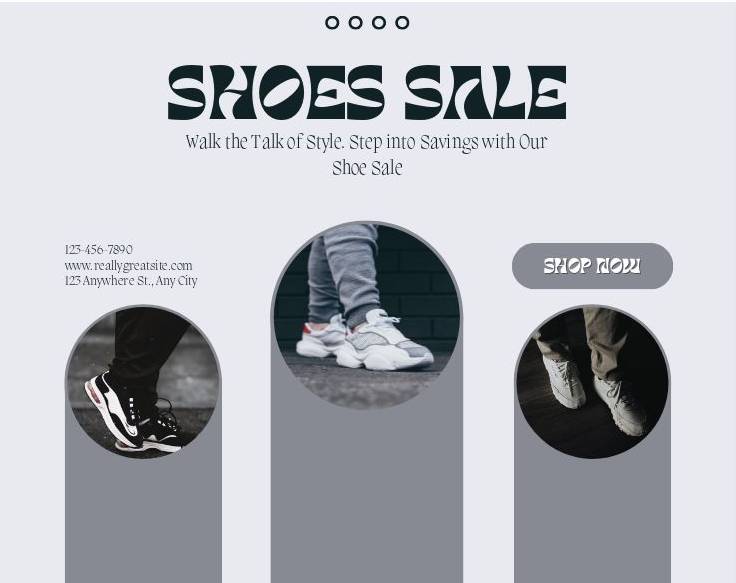 SHOES SALE
Walk the Talk of Style. Step into Savings with Our
Shoe Sale
123-456-7890
www.reallygreatsite.com
123 Anywhere St., Any City
SHOP NOW